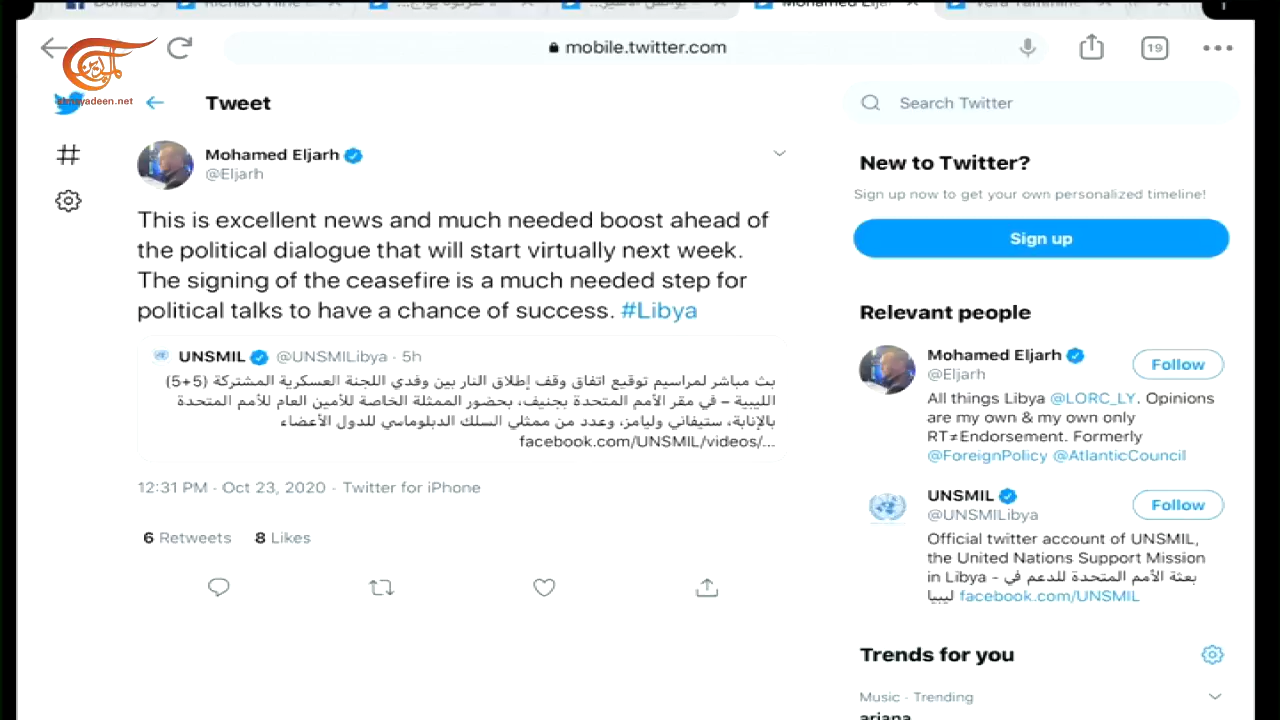 mobile.twitter.com
19
الميادين
almayadeen.net
Tweet
Search Twitter
Mohamed Eljarh
@Eljarh
This is excellent news and much needed boost ahead of
the political dialogue that will start virtually next week.
The signing of the ceasefire is a much needed step for
political talks to have a chance of success. #Libya
UNSMIL @UNSMILibya · 5h
بث مباشر لمراسيم توقيع اتفاق وقف إطلاق النار بين وفدي اللجنة العسكرية المشتركة (5+5)
الليبية – في مقر الأمم المتحدة بجنيف، بحضور الممثلة الخاصة للأمين العام للأمم المتحدة
بالإنابة، ستيفاني وليامز، وعدد من ممثلي السلك الدبلوماسي للدول الأعضاء
facebook.com/UNSMIL/videos/...
12:31 PM · Oct 23, 2020 · Twitter for iPhone
6 Retweets 8 Likes
New to Twitter?
Sign up now to get your own personalized timeline!
Sign up
Relevant people
Mohamed Eljarh
@Eljarh
Follow
All things Libya @LORC_LY. Opinions
are my own & my own only
RT≠Endorsement. Formerly
@ForeignPolicy @AtlanticCouncil
UNSMIL
@UNSMILibya
Follow
Official twitter account of UNSMIL,
the United Nations Support Mission
in Libya - بعثة الأمم المتحدة للدعم في
ليبيا facebook.com/UNSMIL
Trends for you
Music · Trending
ariana